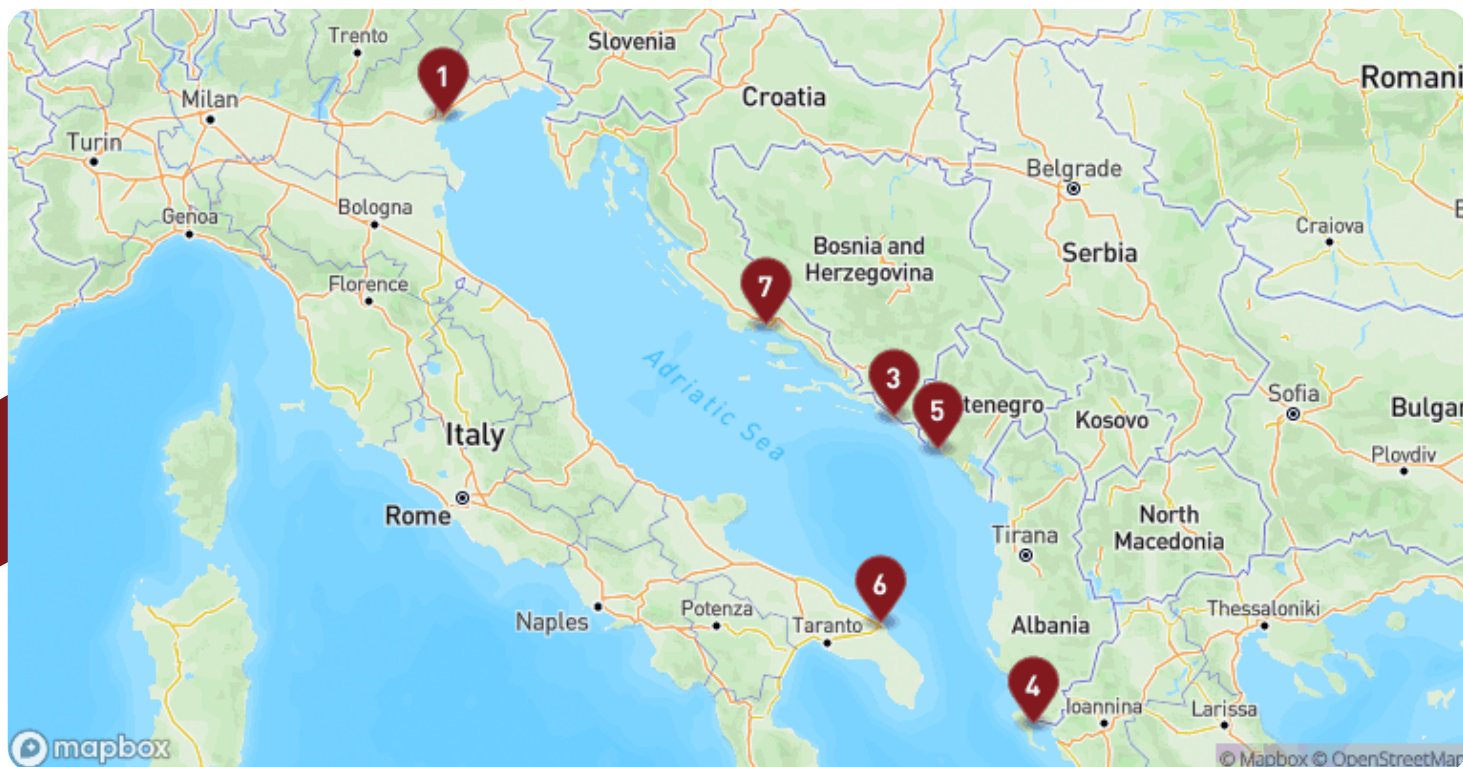 Trento
Slovenia
1
Romani
Milan
Croatia
Turin
Belgrade
Genoa
Bologna
Craiova
Bosnia and
Herzegovina
Serbia
Florence
7
Adriatic Sea
3
Sofia
5
tenegro
Kosovo
Bulgar
Italy
Plovdiv
Rome
North
Macedonia
Tirana
6
Naples
Potenza
Taranto
Albania
Thessaloniki
4
Ioannina
Larissa
mapbox
© Mapbox © OpenStreetMap